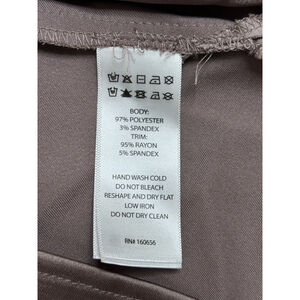 BODY:
97% POLYESTER
3% SPANDEX
TRIM:
95% RAYON
5% SPANDEX
HAND WASH COLD
DO NOT BLEACH
RESHAPE AND DRY FLAT
LOW IRON
DO NOT DRY CLEAN
RN# 160656